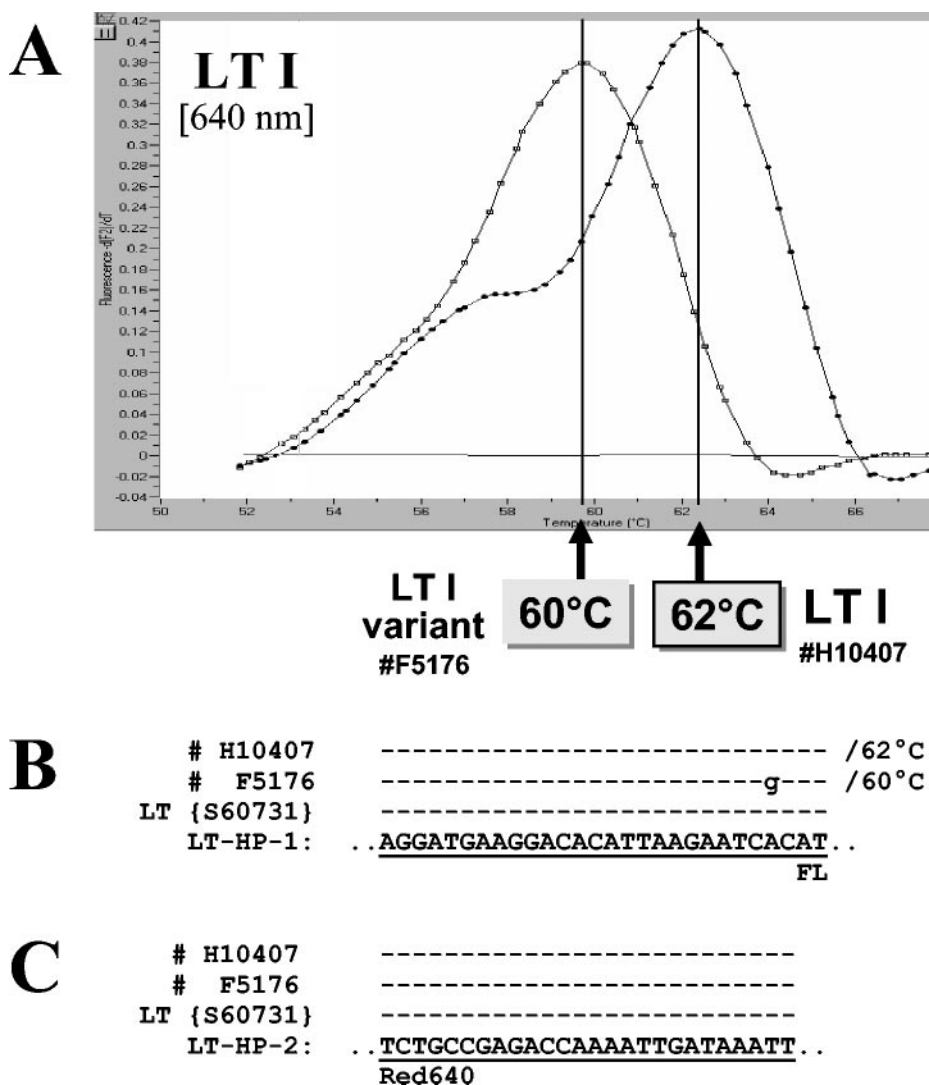 A
LT I
[640 nm]
Fluorescence -d(F2)/dT
0.42
0.4
0.38
0.36
0.34
0.32
0.3
0.28
0.26
0.24
0.22
0.2
0.18
0.16
0.14
0.12
0.1
0.08
0.06
0.04
0.02
0
-0.02
-0.04
50 52 54 56 58 60 62 64 66
Temperature (°C)
LT I
variant
#F5176
60°C
62°C
LT I
#H10407
B
# H10407 --------------------------- /62°C
# F5176 -----------------------g--- /60°C
LT {S60731} ---------------------------
LT-HP-1: ..AGGATGAAGGACACATTAAGAATCACAT..
FL
C
# H10407 -------------------------
# F5176 -------------------------
LT {S60731} -------------------------
LT-HP-2: ..TCTGCCGAGACCAAAATTGATAAATT..
Red640